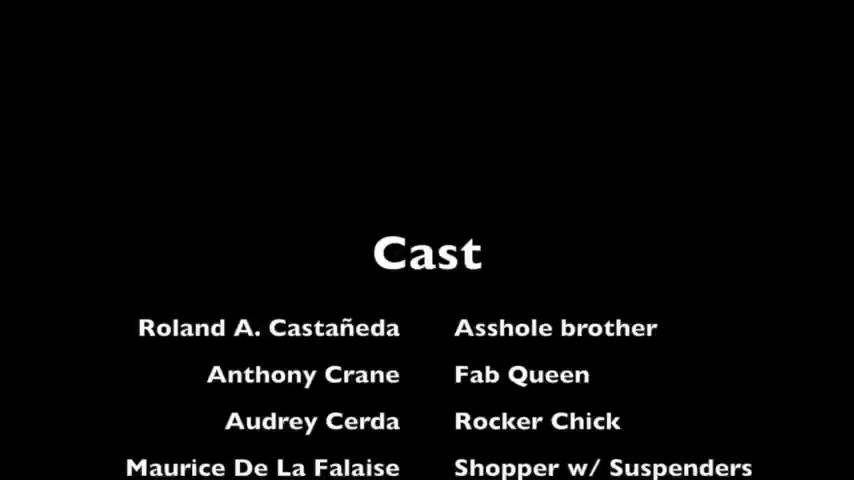 Cast
Roland A. Castañeda Asshole brother
Anthony Crane Fab Queen
Audrey Cerda Rocker Chick
Maurice De La Falaise Shopper w/ Suspenders